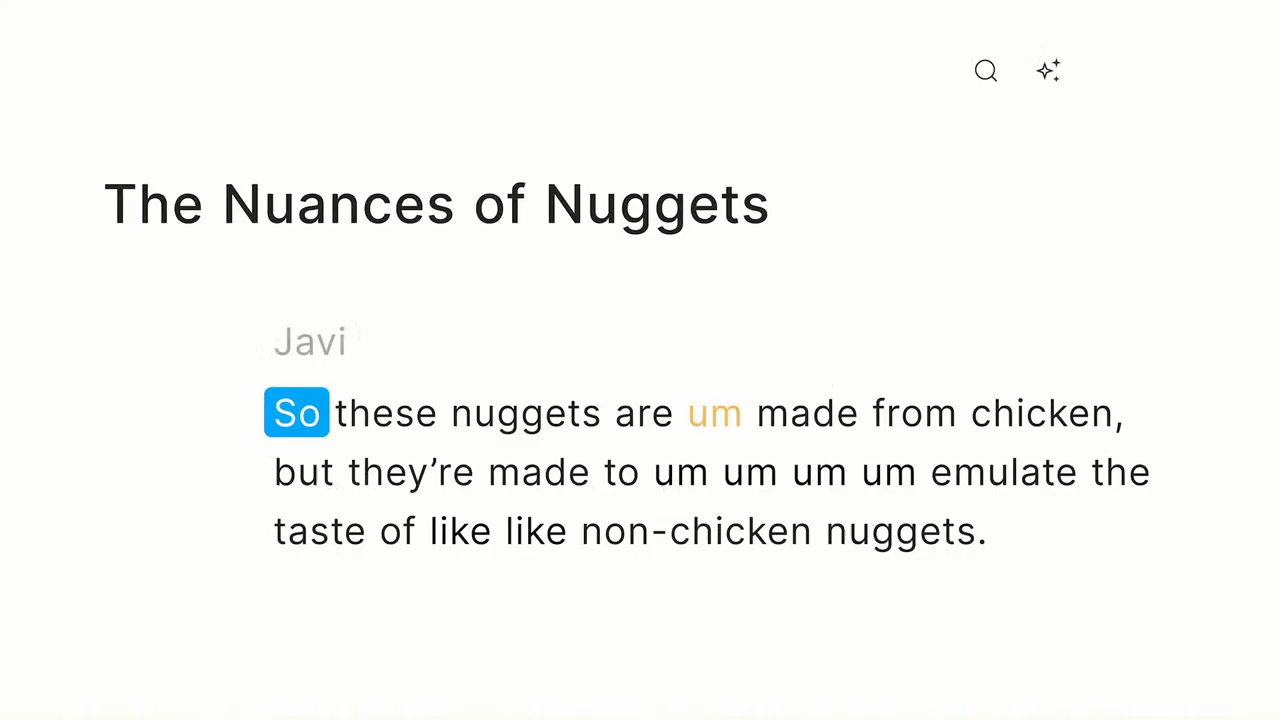 The Nuances of Nuggets
Javi
So these nuggets are um made from chicken,
but they’re made to um um um um emulate the
taste of like like non-chicken nuggets.